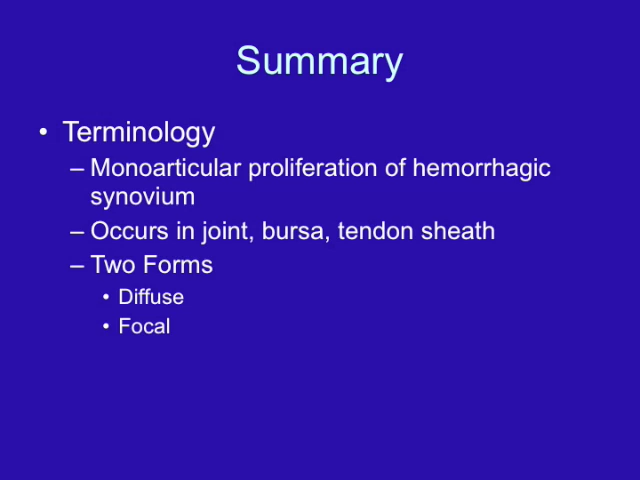 Summary
• Terminology
– Monoarticular proliferation of hemorrhagic
synovium
– Occurs in joint, bursa, tendon sheath
– Two Forms
• Diffuse
• Focal